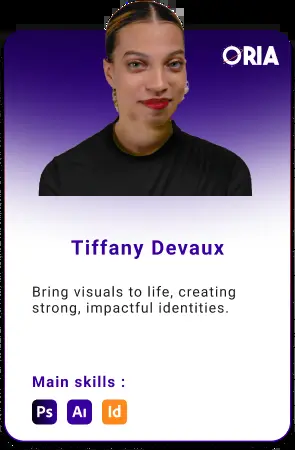 ORIA
Tiffany Devaux
Bring visuals to life, creating
strong, impactful identities.
Main skills :
Ps Ai Id